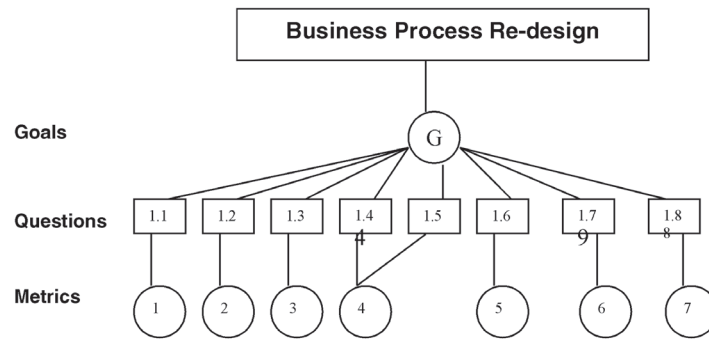 Business Process Re-design
Goals
G
Questions
1.1 1.2 1.3 1.4 1.5 1.6 1.7 1.8
4 9 8
Metrics
1 2 3 4 5 6 7